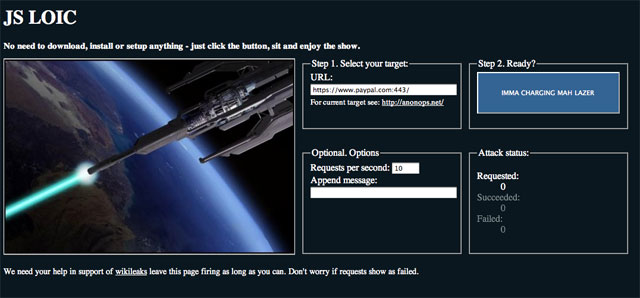 JS LOIC
No need to download, install or setup anything - just click the button, sit and enjoy the show.
Step 1. Select your target:
URL:
https://www.paypal.com:443/
For current target see: http://anonops.net/
Step 2. Ready?
IMMA CHARGING MAH LAZER
Optional. Options
Requests per second: 10
Append message:
Attack status:
Requested:
0
Succeeded:
0
Failed:
0
We need your help in support of wikileaks leave this page firing as long as you can. Don't worry if requests show as failed.